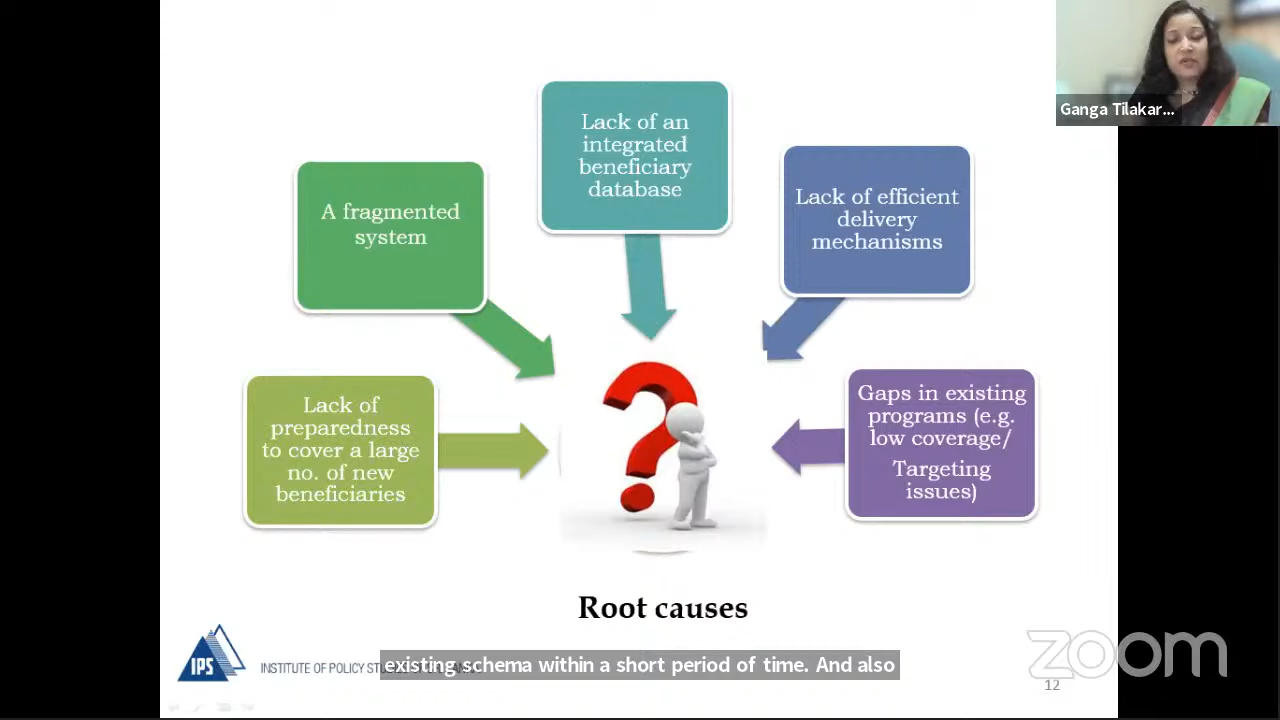 Ganga Tilakar...
Lack of an
integrated
beneficiary
database
A fragmented
system
Lack of efficient
delivery
mechanisms
Lack of
preparedness
to cover a large
no. of new
beneficiaries
Gaps in existing
programs (e.g.
low coverage/
Targeting
issues)
Root causes
IPS
INSTITUTE OF POLICY
existing schema within a short period of time. And also
zoom
12